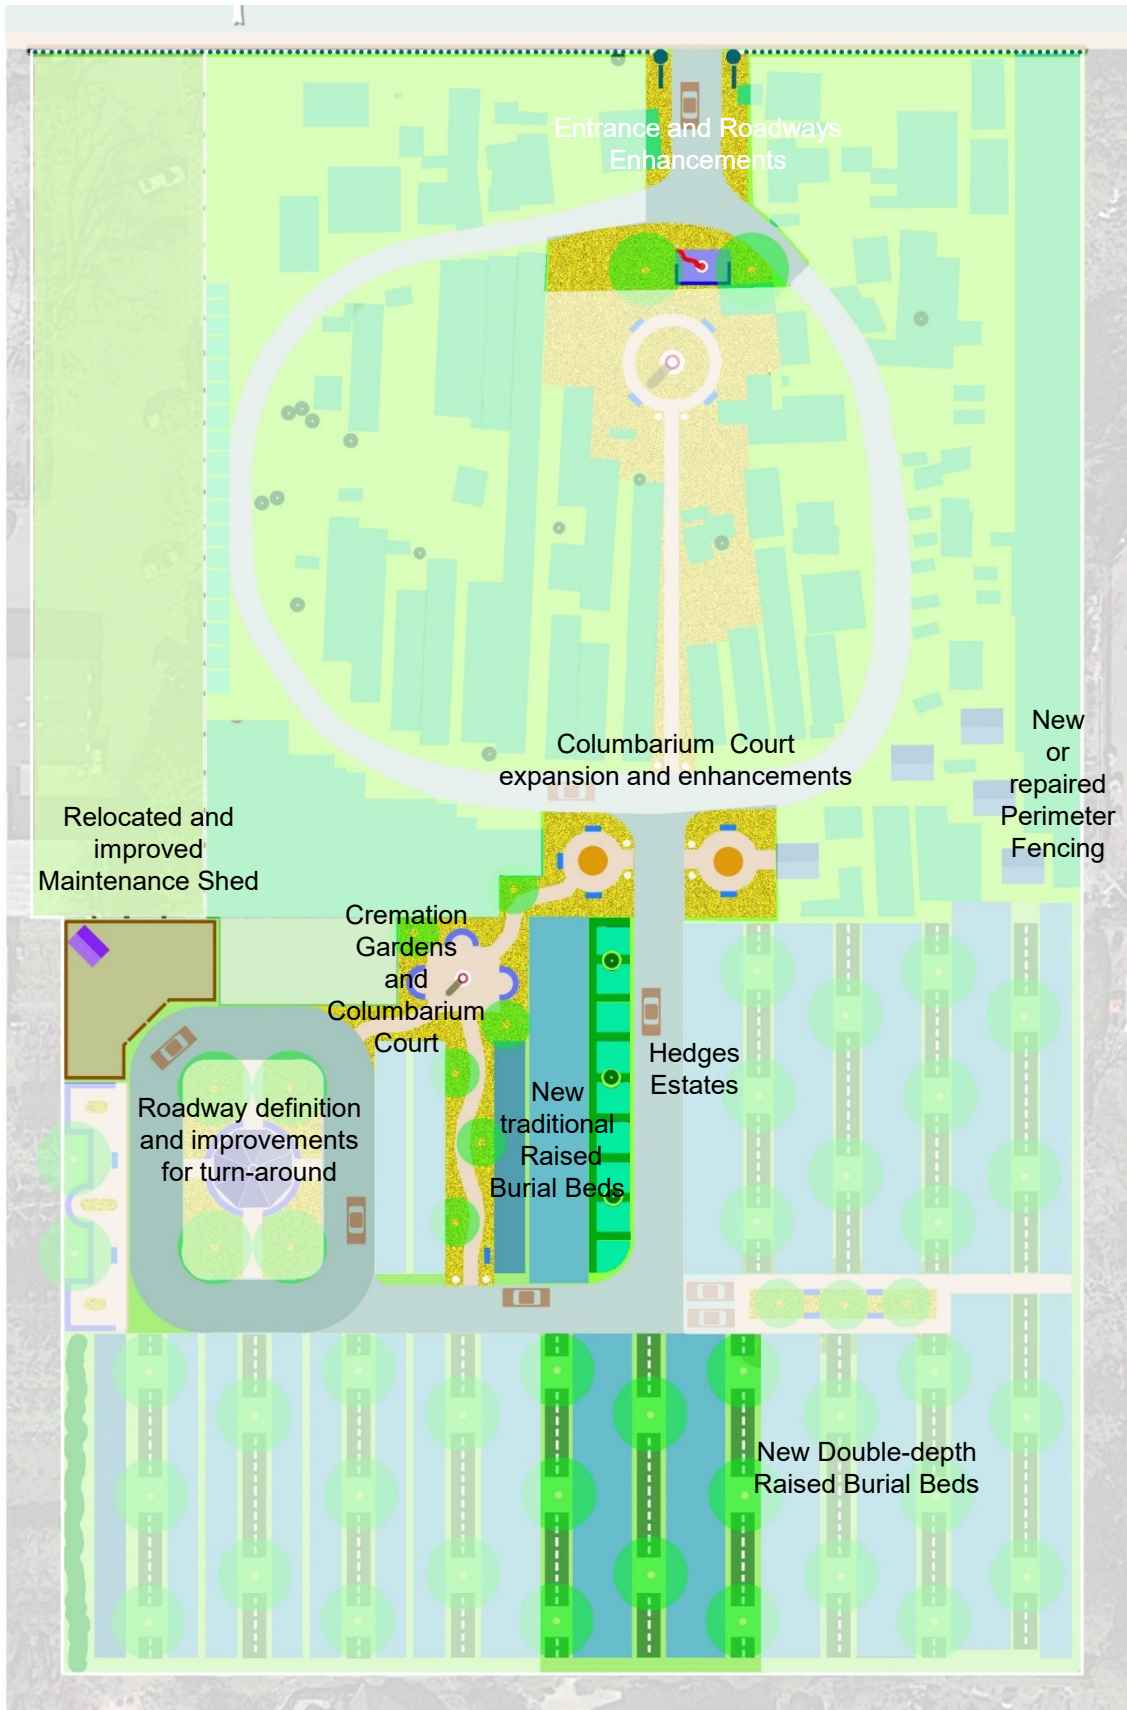 Entrance and Roadways
Enhancements
Columbarium Court
expansion and enhancements
New
or
repaired
Perimeter
Fencing
Relocated and
improved
Maintenance Shed
Cremation
Gardens
and
Columbarium
Court
Hedges
Estates
New
traditional
Raised
Burial Beds
Roadway definition
and improvements
for turn-around
New Double-depth
Raised Burial Beds